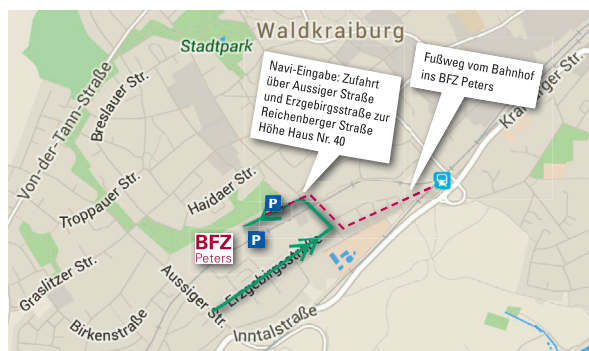 Waldkraiburg
Stadtpark
Fußweg vom Bahnhof
ins BFZ Peters
Navi-Eingabe: Zufahrt
über Aussiger Straße
und Erzgebirgsstraße zur
Reichenberger Straße
Höhe Haus Nr. 40
Kraiburger Str.
Von-der-Tann-Straße
Breslauer Str.
Troppauer Str.
Haidaer Str.
P
P
BFZ
Peters
Graslitzer Str.
Aussiger Str.
Erzgebirgsstraße
Birkenstraße
Inntalstraße